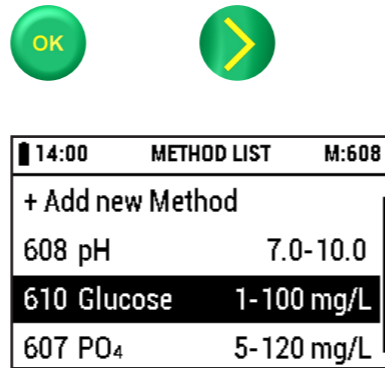 OK
14:00 METHOD LIST M:608
+ Add new Method
608 pH 7.0-10.0
610 Glucose 1-100 mg/L
607 PO₄ 5-120 mg/L